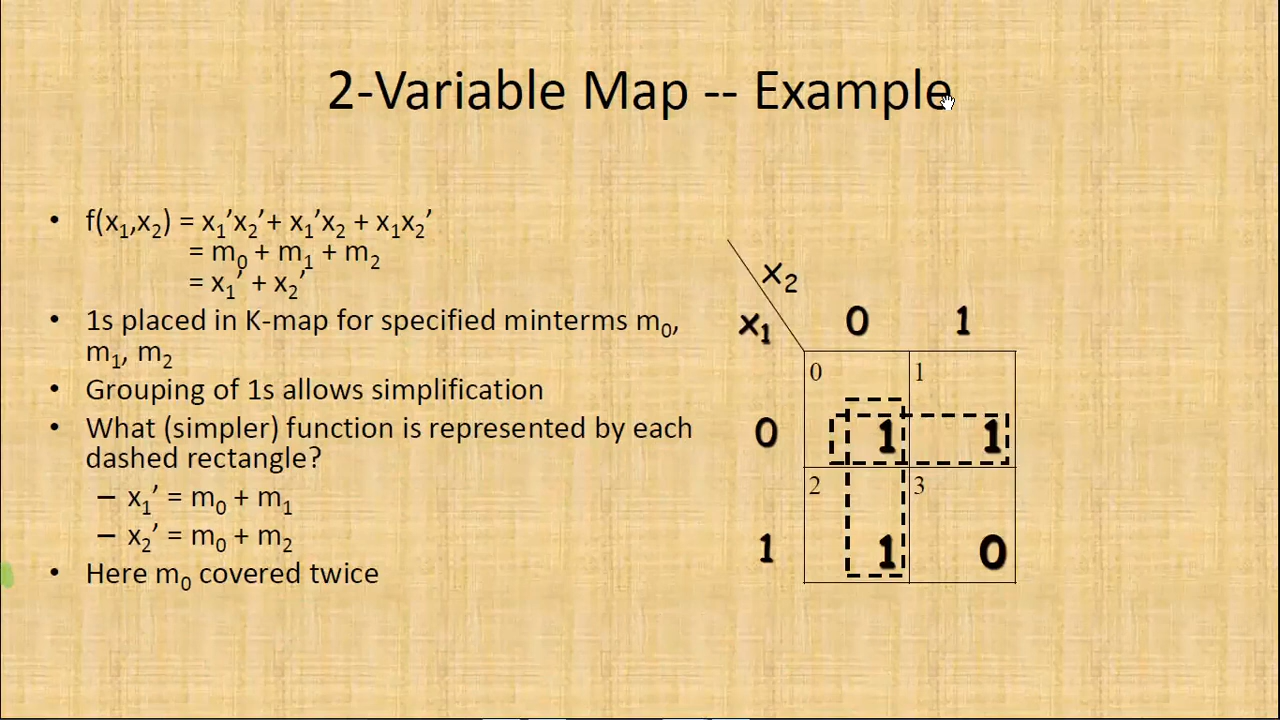 2-Variable Map -- Example
• f(x₁,x₂) = x₁’x₂’+ x₁’x₂ + x₁x₂’
= m₀ + m₁ + m₂
= x₁’ + x₂’
• 1s placed in K-map for specified minterms m₀,
m₁, m₂
• Grouping of 1s allows simplification
• What (simpler) function is represented by each
dashed rectangle?
– x₁’ = m₀ + m₁
– x₂’ = m₀ + m₂
• Here m₀ covered twice
x₂
x₁ 0 1
0 1
0 1 1
2 3
1 1 0